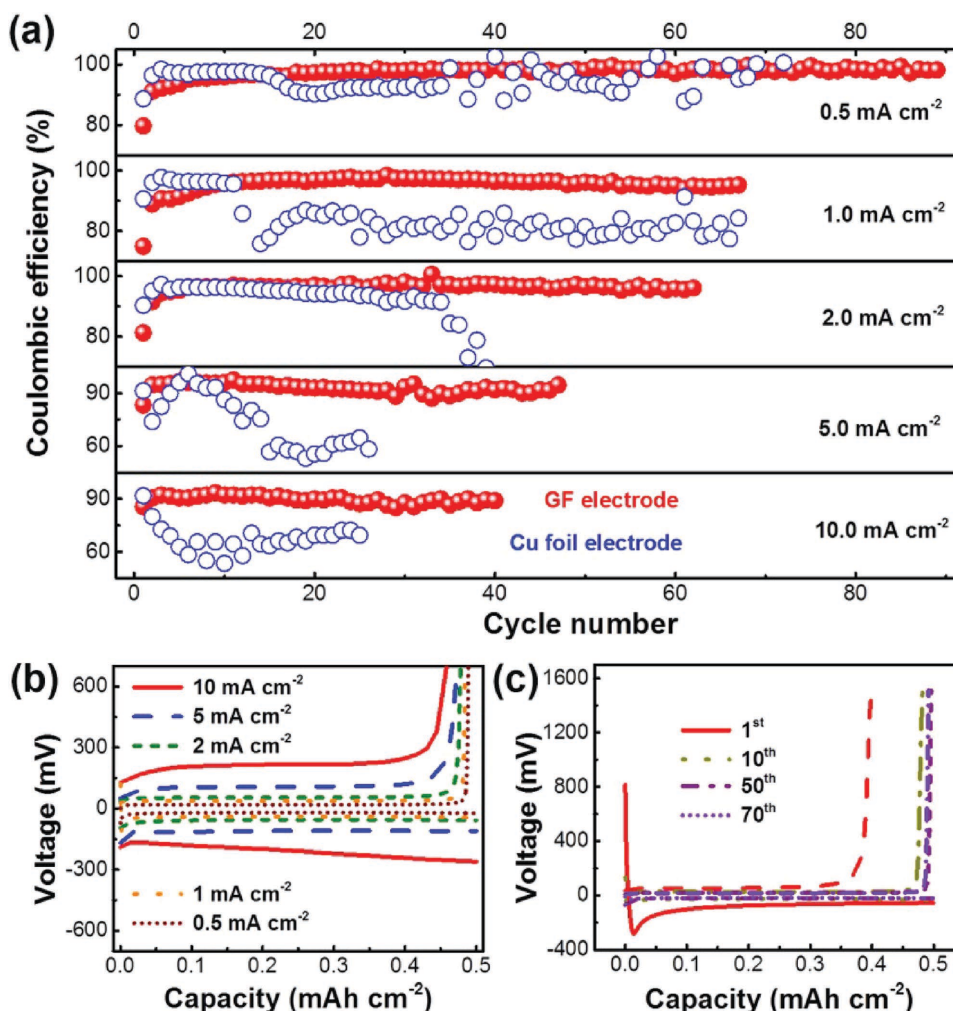 (a)
0 20 40 60 80
Coulombic efficiency (%)
100
80
0.5 mA cm-2
100
80
1.0 mA cm-2
100
80
2.0 mA cm-2
90
60
5.0 mA cm-2
90
60
GF electrode
Cu foil electrode
10.0 mA cm-2
0 20 40 60 80
Cycle number
(b)
Voltage (mV)
600
300
0
-300
-600
10 mA cm-2
5 mA cm-2
2 mA cm-2
1 mA cm-2
0.5 mA cm-2
0.0 0.1 0.2 0.3 0.4 0.5
Capacity (mAh cm-2)
(c)
Voltage (mV)
1600
1200
800
400
0
-400
1st
10th
50th
70th
0.0 0.1 0.2 0.3 0.4 0.5
Capacity (mAh cm-2)